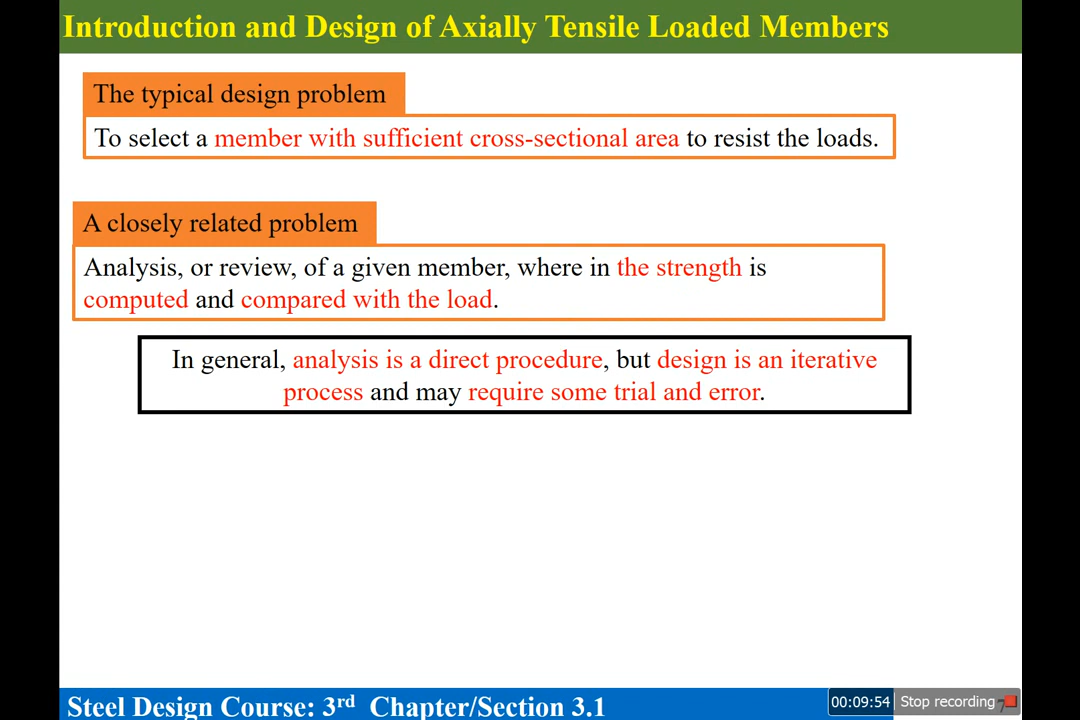 Introduction and Design of Axially Tensile Loaded Members
The typical design problem
To select a member with sufficient cross-sectional area to resist the loads.
A closely related problem
Analysis, or review, of a given member, where in the strength is
computed and compared with the load.
In general, analysis is a direct procedure, but design is an iterative
process and may require some trial and error.
Steel Design Course: 3rd Chapter/Section 3.1
00:09:54 Stop recording 7